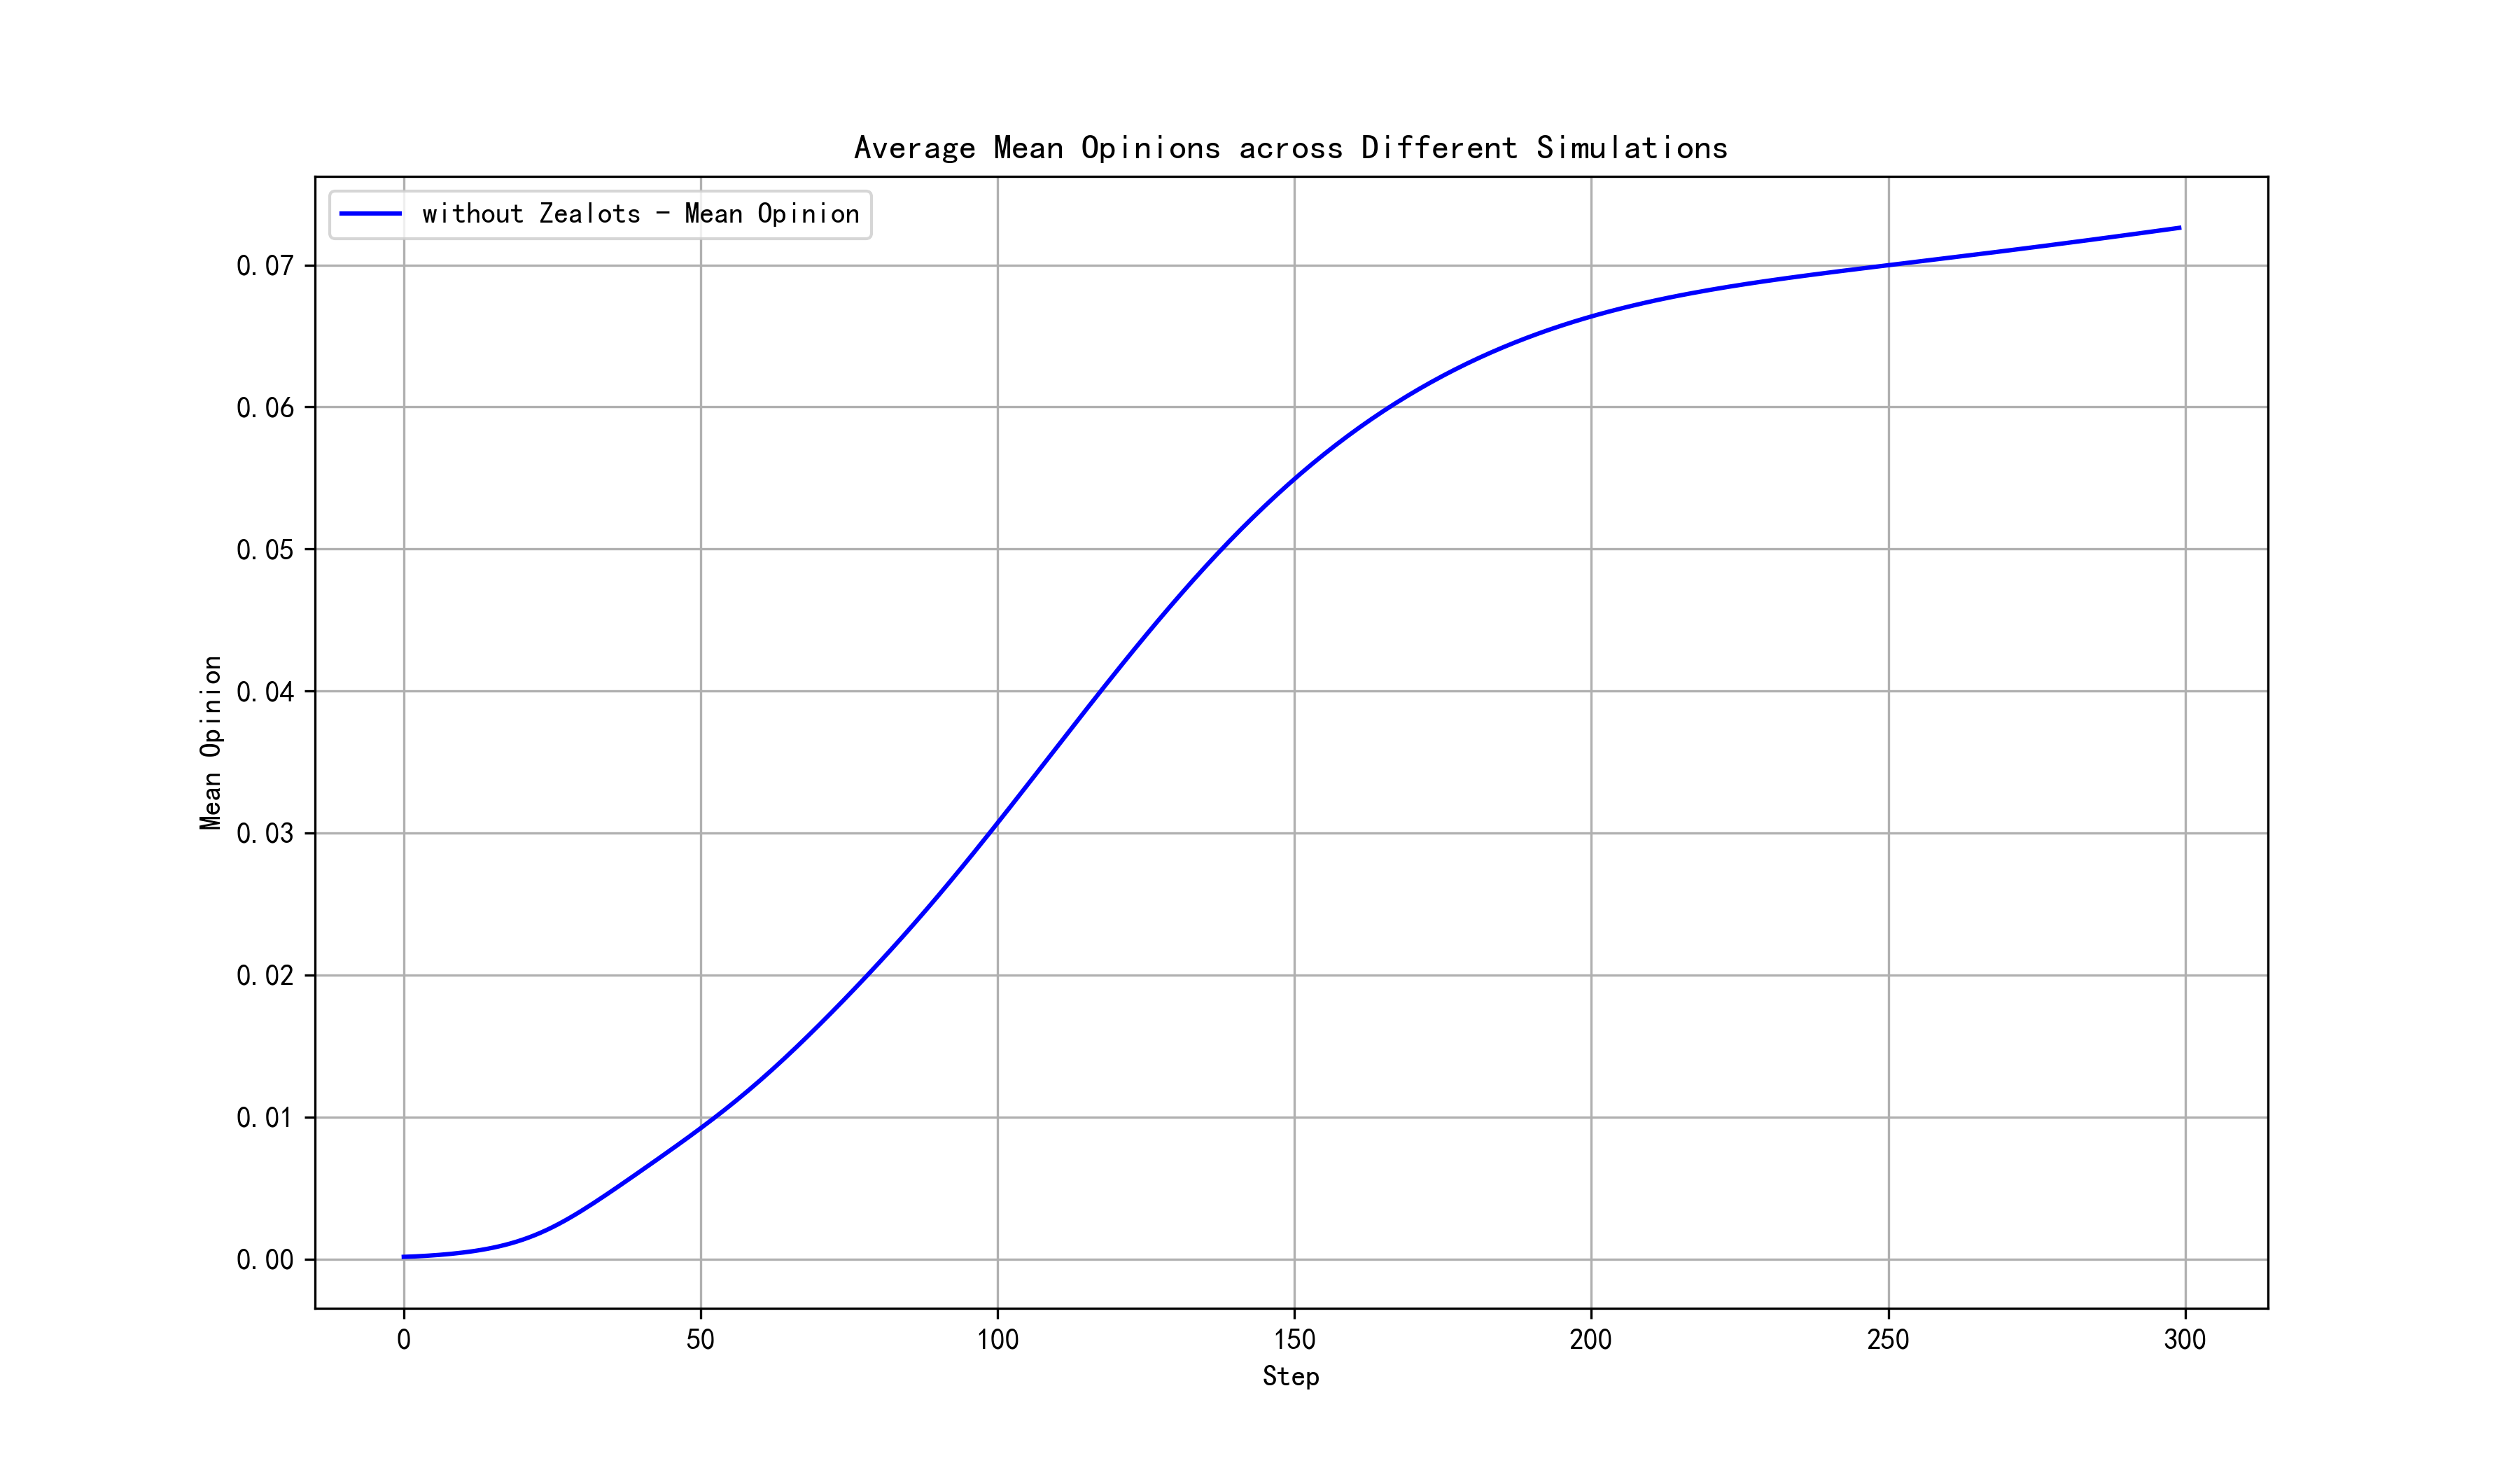 Average Mean Opinions across Different Simulations
without Zealots - Mean Opinion
Mean Opinion
0.07
0.06
0.05
0.04
0.03
0.02
0.01
0.00
0 50 100 150 200 250 300
Step